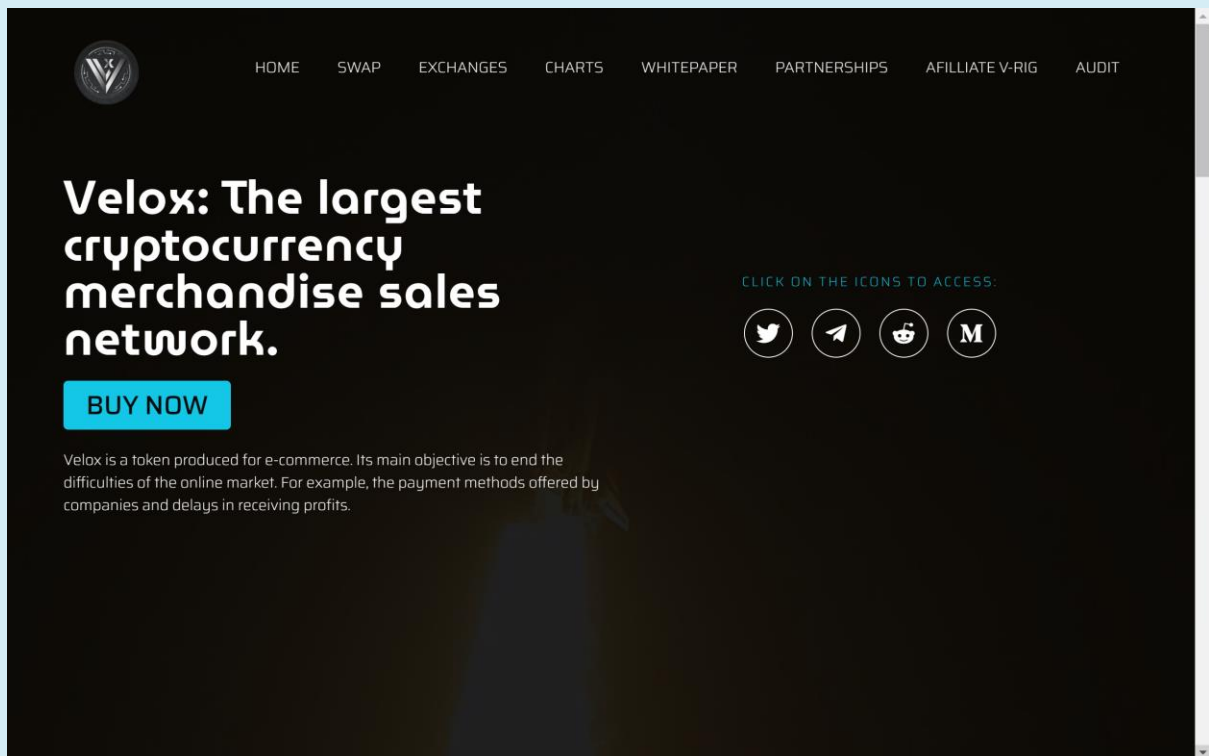 HOME SWAP EXCHANGES CHARTS WHITEPAPER PARTNERSHIPS AFILLIATE V-RIG AUDIT
Velox: The largest
cryptocurrency
merchandise sales
network.
BUY NOW
Velox is a token produced for e-commerce. Its main objective is to end the
difficulties of the online market. For example, the payment methods offered by
companies and delays in receiving profits.
CLICK ON THE ICONS TO ACCESS:
M